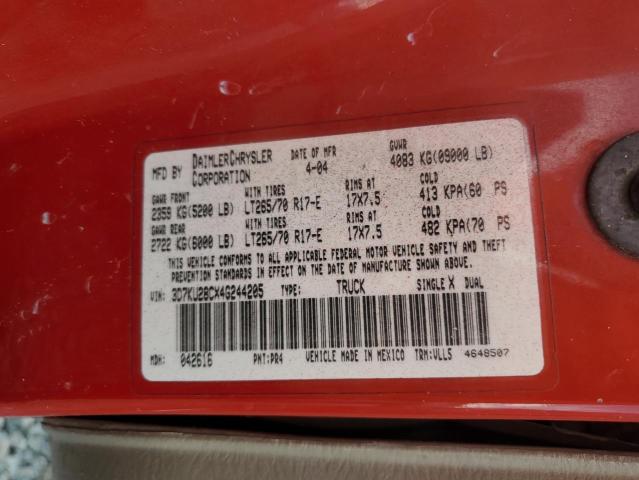 MFD BY DAIMLERCHRYSLER CORPORATION DATE OF MFR 4-04 GVWR 4083 KG(09000 LB)
GAWR FRONT WITH TIRES RIMS AT COLD
2359 KG(5200 LB) LT265/70 R17-E 17X7.5 413 KPA(60 PS
GAWR REAR WITH TIRES RIMS AT COLD
2722 KG(6000 LB) LT265/70 R17-E 17X7.5 482 KPA(70 PS
THIS VEHICLE CONFORMS TO ALL APPLICABLE FEDERAL MOTOR VEHICLE SAFETY AND THEFT
PREVENTION STANDARDS IN EFFECT ON THE DATE OF MANUFACTURE SHOWN ABOVE.
VIN: 3D7KU28CX4G244205 TYPE: TRUCK SINGLE X DUAL
MDH: 042616 PNT:PR4 VEHICLE MADE IN MEXICO TRM:VLL5 4648507